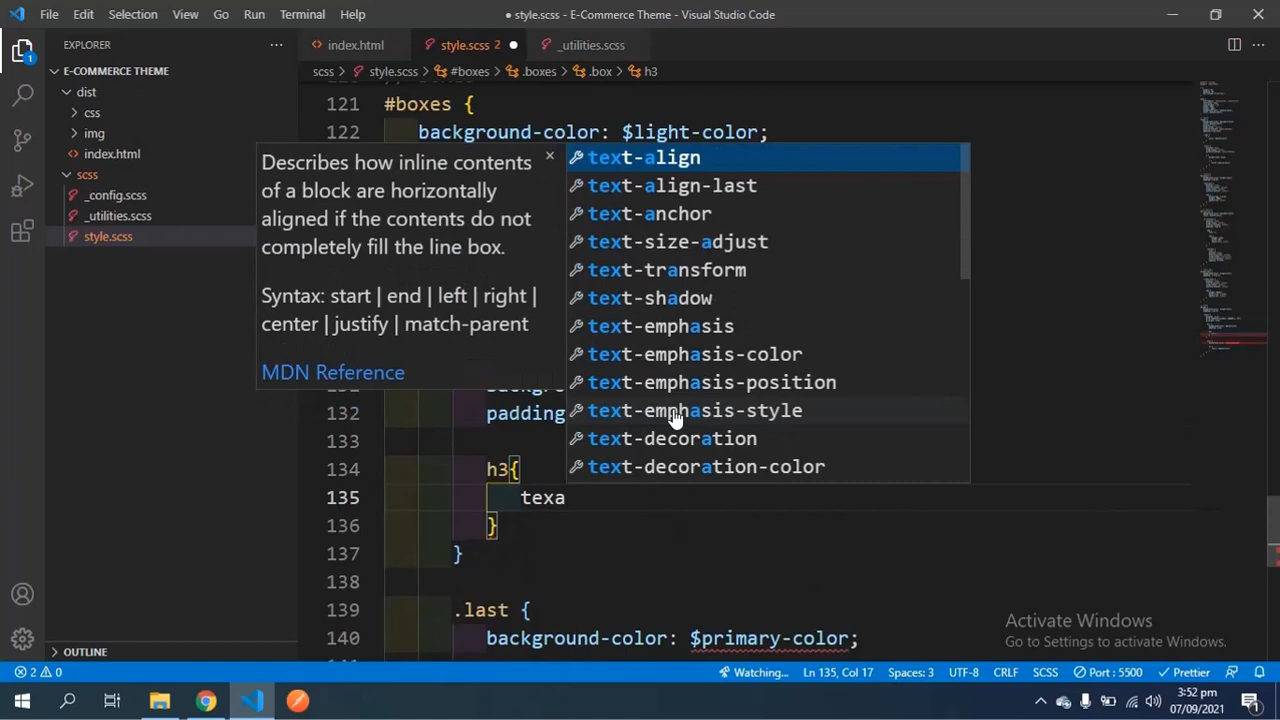 File Edit Selection View Go Run Terminal Help
● style.scss - E-Commerce Theme - Visual Studio Code
EXPLORER
E-COMMERCE THEME
dist
css
img
index.html
scss
_config.scss
_utilities.scss
style.scss
OUTLINE
index.html style.scss 2 _utilities.scss
scss > style.scss > #boxes > .boxes > .box > h3
121 #boxes {
122 background-color: $light-color;
Describes how inline contents
of a block are horizontally
aligned if the contents do not
completely fill the line box.
Syntax: start | end | left | right |
center | justify | match-parent
MDN Reference
text-align
text-align-last
text-anchor
text-size-adjust
text-transform
text-shadow
text-emphasis
text-emphasis-color
text-emphasis-position
text-emphasis-style
text-decoration
text-decoration-color
132 padding
133
134 h3{
135 texa
136 }
137 }
138
139 .last {
140 background-color: $primary-color;
Activate Windows
Go to Settings to activate Windows.
2 0 Watching... Ln 135, Col 17 Spaces: 3 UTF-8 CRLF SCSS Port : 5500 Prettier
3:52 pm
07/09/2021